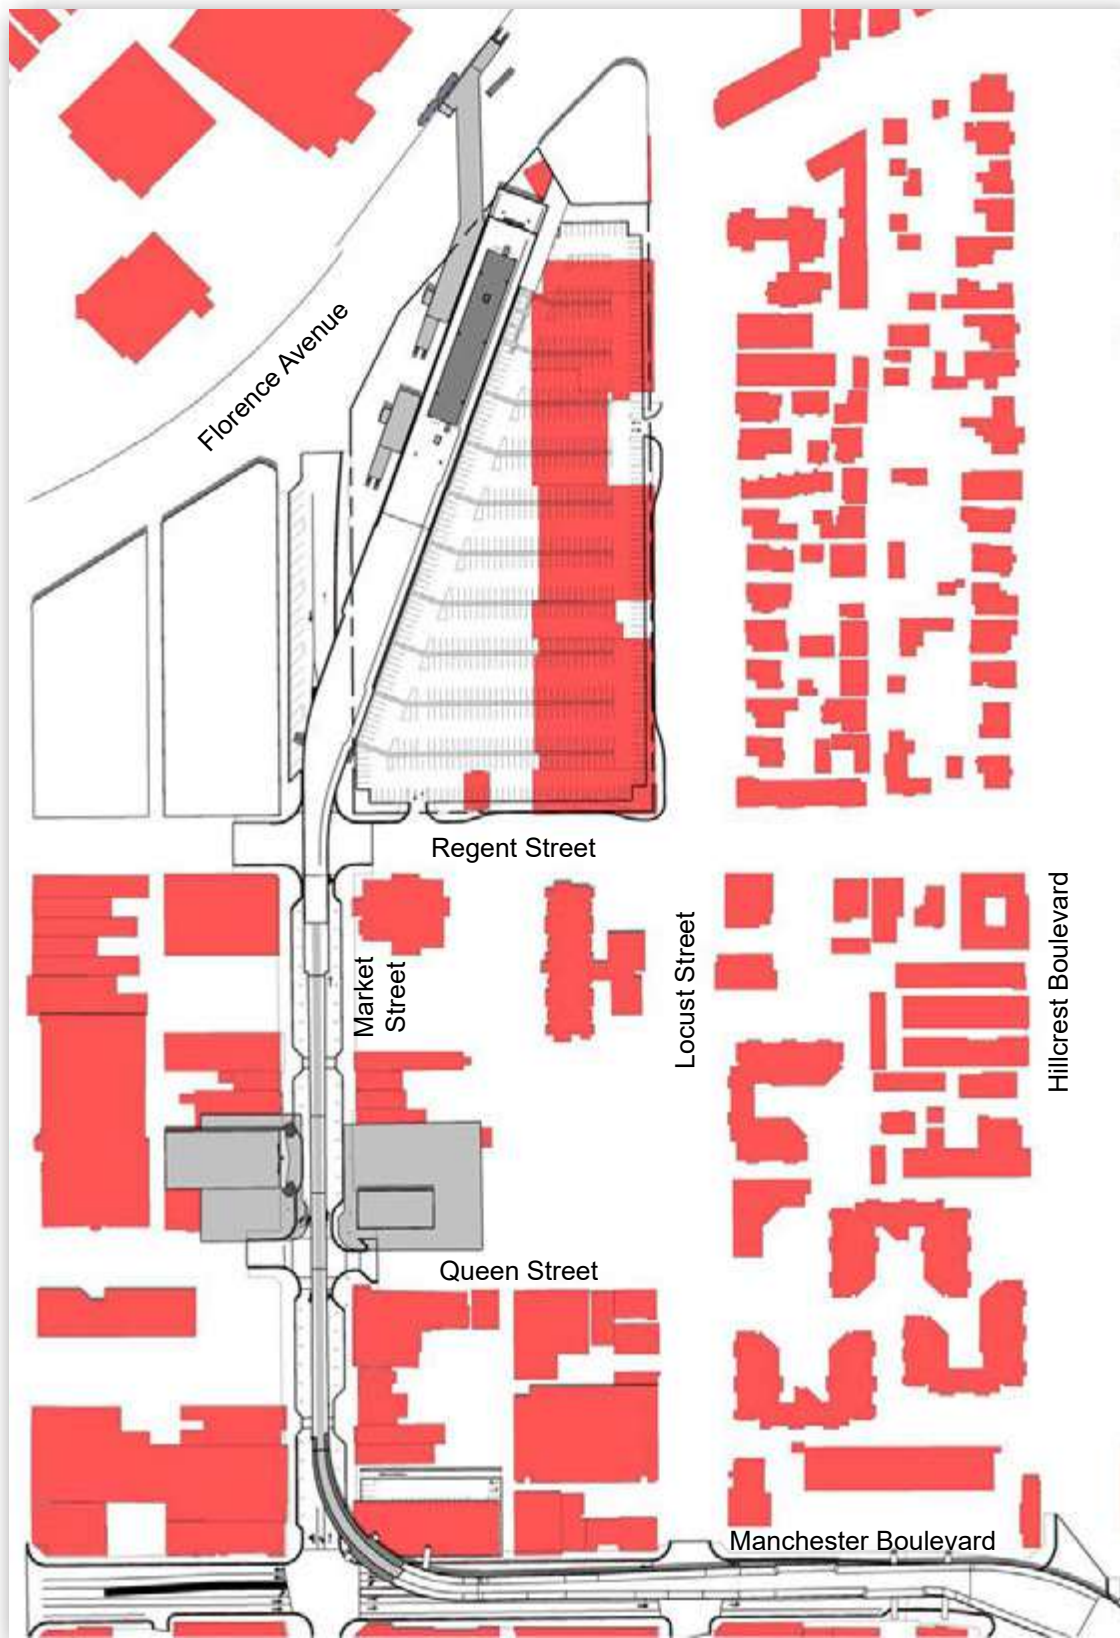 Florence Avenue
Regent Street
Market
Street
Locust Street
Hillcrest Boulevard
Queen Street
Manchester Boulevard